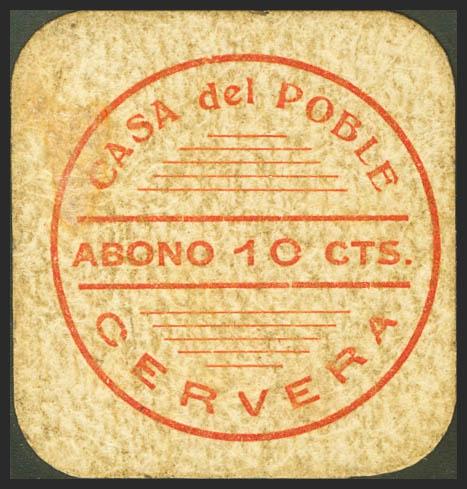 CASA del POBLE
ABONO 10 CTS.
CERVERA